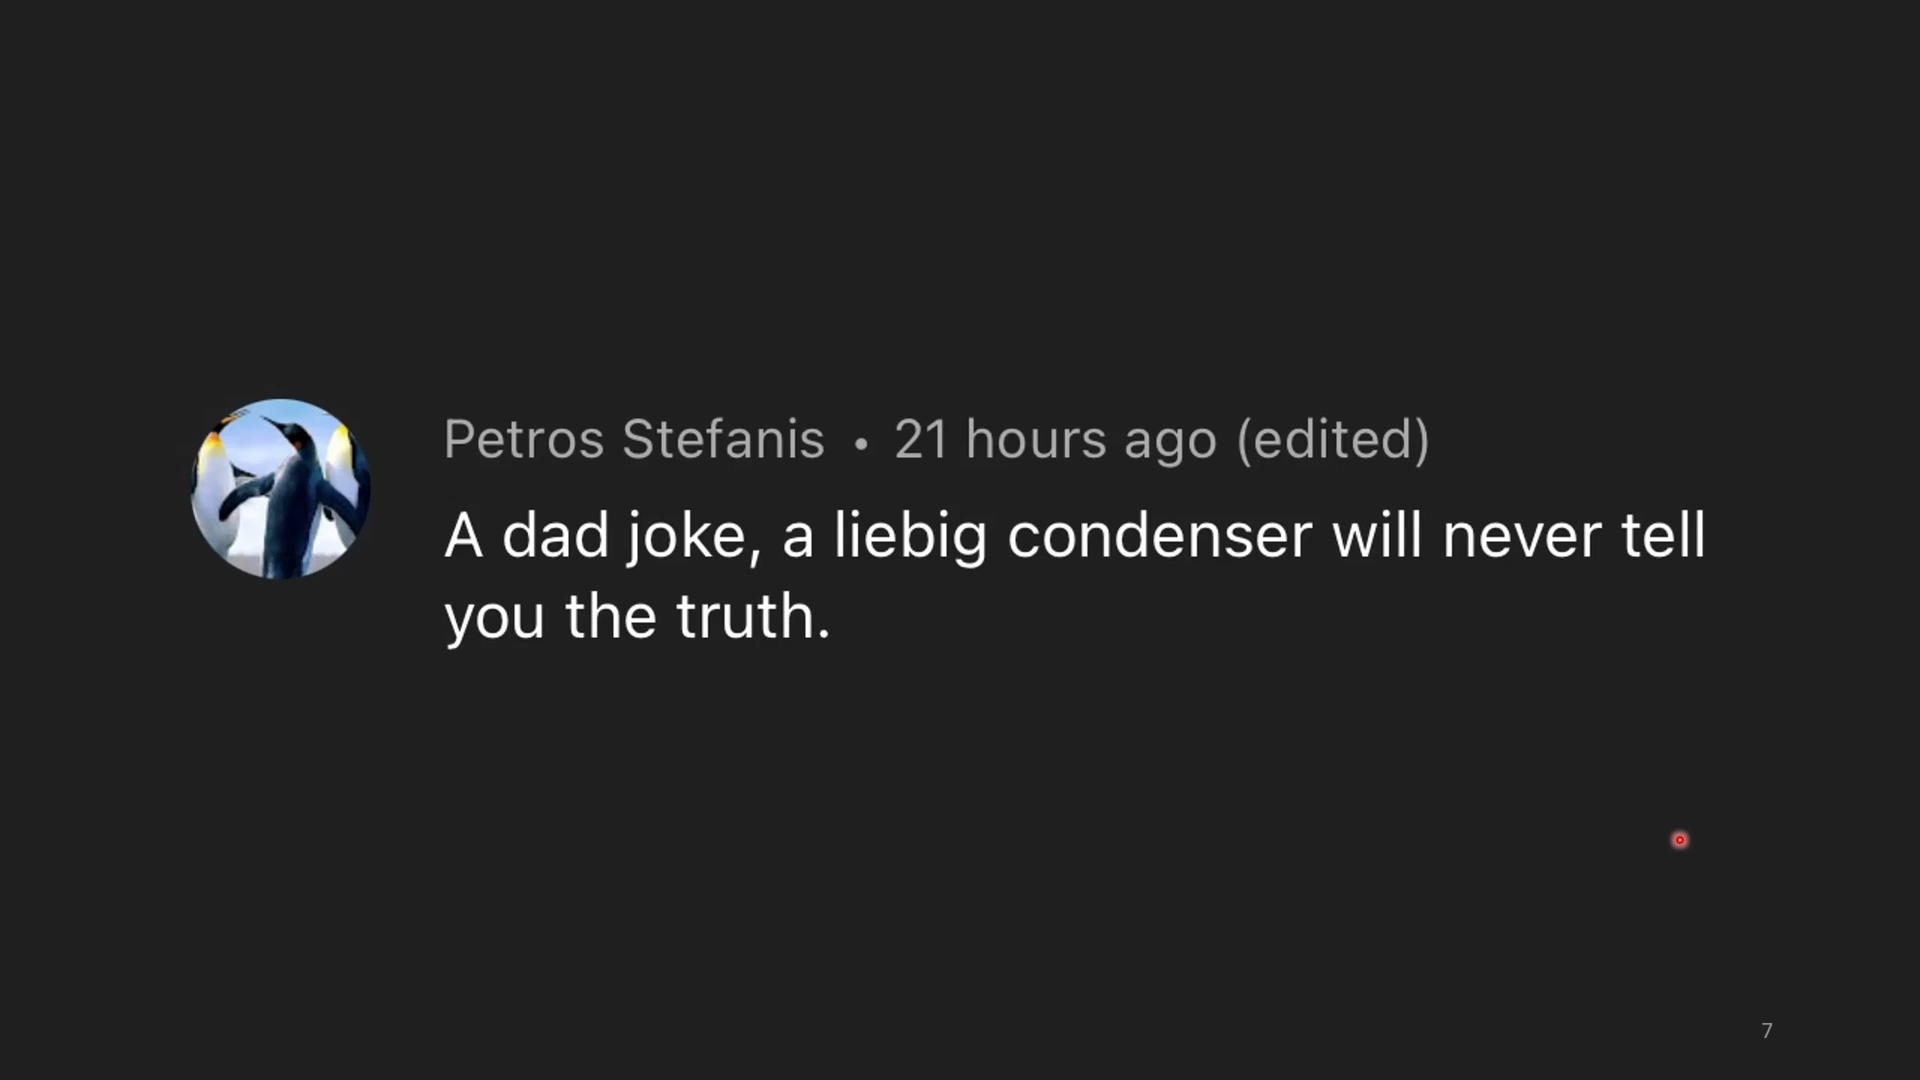 Petros Stefanis • 21 hours ago (edited)
A dad joke, a liebig condenser will never tell
you the truth.
7